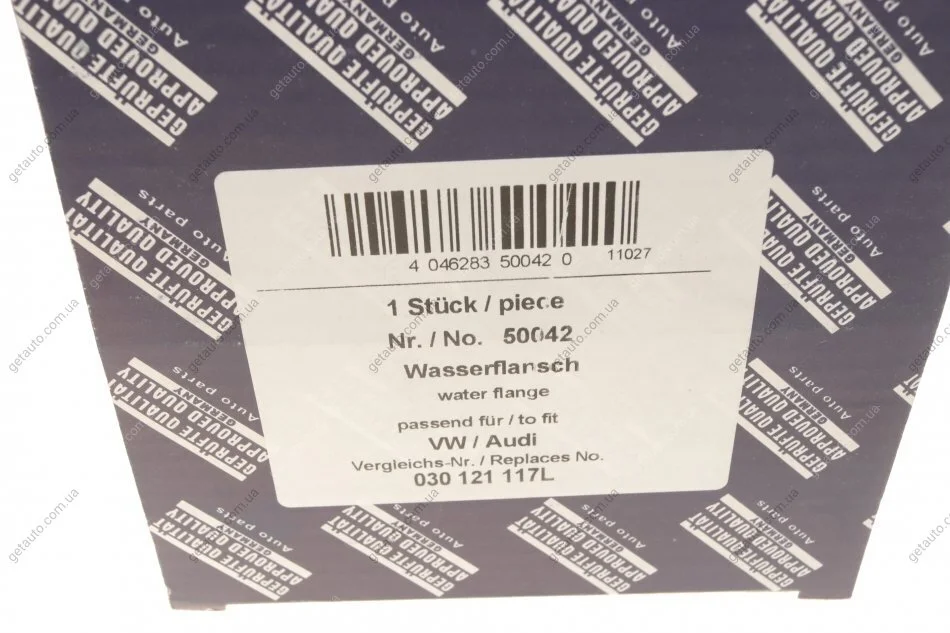 GEPRÜFTE QUALITÄT
APPROVED QUALITY
GERMANY
Auto parts
4 046283 50042 0
11027
1 Stück / piece
Nr. / No. 50042
Wasserflansch
water flange
passend für / to fit
VW / Audi
Vergleichs-Nr. / Replaces No.
030 121 117L
getauto.com.ua